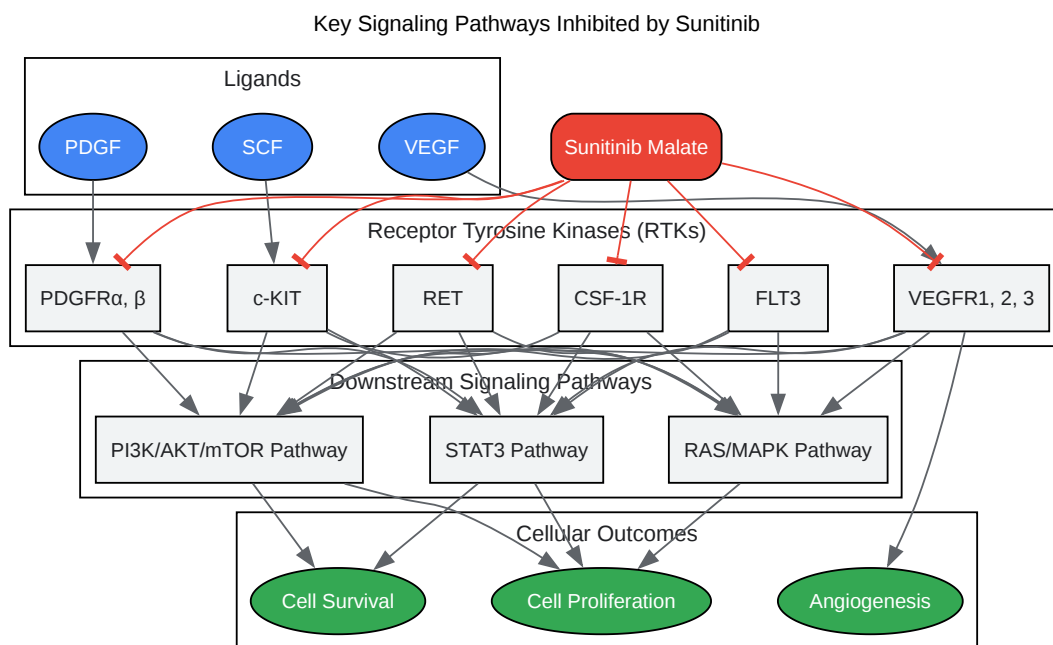 Key Signaling Pathways Inhibited by Sunitinib
Ligands
PDGF
SCF
VEGF
Sunitinib Malate
Receptor Tyrosine Kinases (RTKs)
PDGFRα, β
c-KIT
RET
CSF-1R
FLT3
VEGFR1, 2, 3
Downstream Signaling Pathways
PI3K/AKT/mTOR Pathway
STAT3 Pathway
RAS/MAPK Pathway
Cellular Outcomes
Cell Survival
Cell Proliferation
Angiogenesis